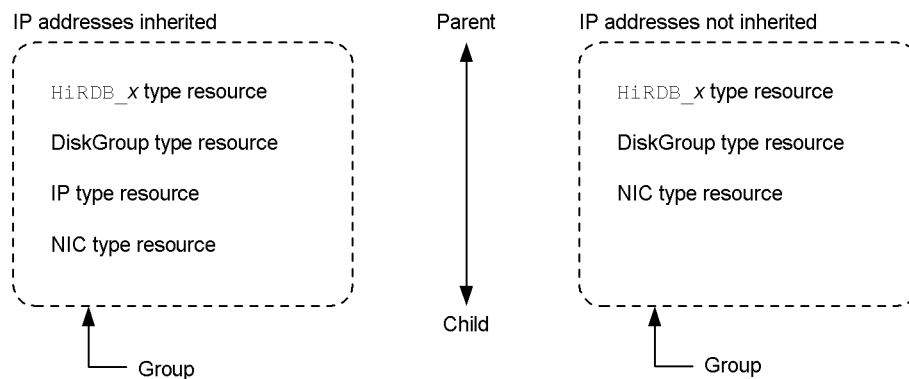 IP addresses inherited
HiRDB_x type resource
DiskGroup type resource
IP type resource
NIC type resource
Group
Parent
Child
IP addresses not inherited
HiRDB_x type resource
DiskGroup type resource
NIC type resource
Group